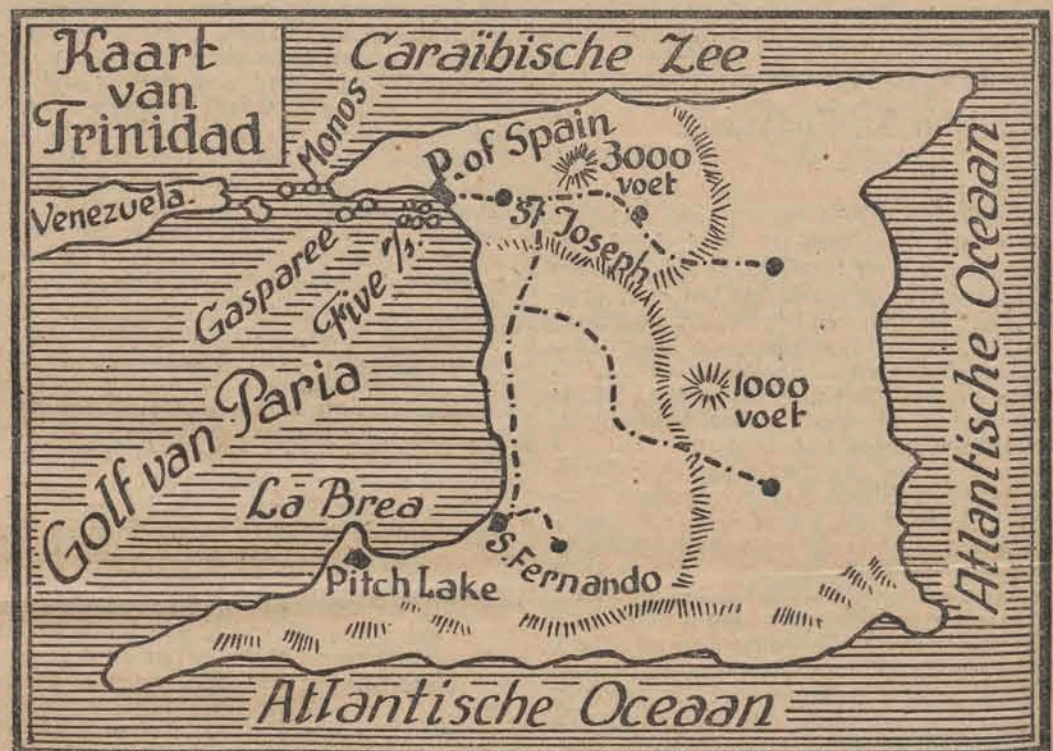 Kaart
van
Trinidad
Caraïbische Zee
Monos
P. of Spain
3000
voet
Venezuela.
St. Joseph
Gasparee
Five Is.
Atlantische Oceaan
Golf van Paria
1000
voet
La Brea
S. Fernando
Pitch Lake
Atlantische Oceaan